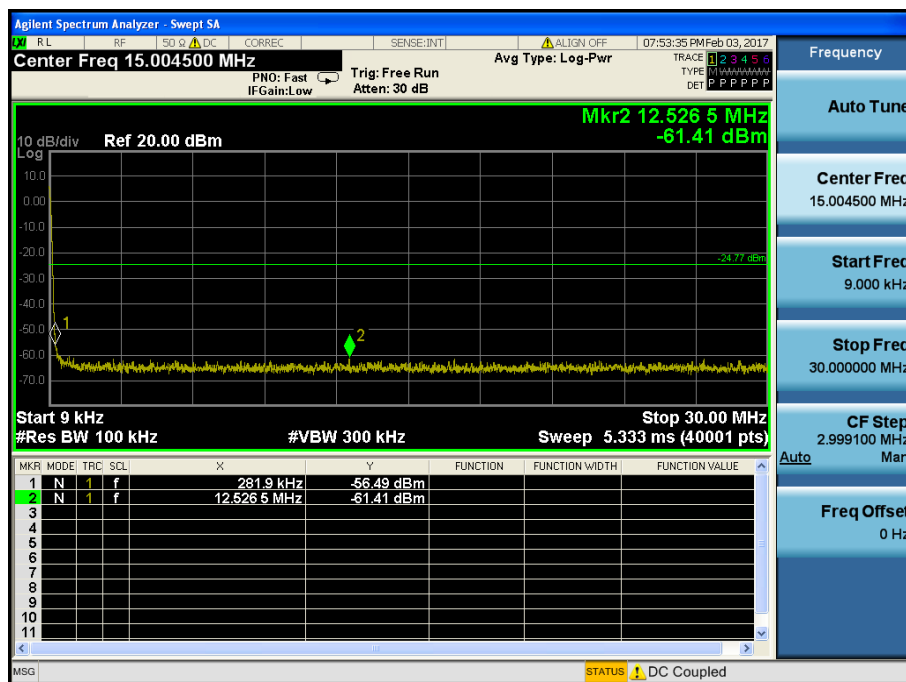 Agilent Spectrum Analyzer - Swept SA
LXI RL RF 50 Ω DC CORREC SENSE:INT ALIGN OFF 07:53:35 PM Feb 03, 2017
Center Freq 15.004500 MHz
PNO: Fast
IFGain:Low
Trig: Free Run
Atten: 30 dB
Avg Type: Log-Pwr
TRACE 1 2 3 4 5 6
TYPE M
DET P P P P P P
Mkr2 12.526 5 MHz
-61.41 dBm
10 dB/div
Log
Ref 20.00 dBm
10.0
0.00
-10.0
-20.0
-24.77 dBm
-30.0
-40.0
-50.0
-60.0
-70.0
1
2
Start 9 kHz
Stop 30.00 MHz
#Res BW 100 kHz
#VBW 300 kHz
Sweep 5.333 ms (40001 pts)
MKR MODE TRC SCL X Y FUNCTION FUNCTION WIDTH FUNCTION VALUE
1 N 1 f 281.9 kHz -56.49 dBm
2 N 1 f 12.526 5 MHz -61.41 dBm
3
4
5
6
7
8
9
10
11
MSG
STATUS
DC Coupled
Frequency
Auto Tune
Center Freq
15.004500 MHz
Start Freq
9.000 kHz
Stop Freq
30.000000 MHz
CF Step
2.999100 MHz
Auto Man
Freq Offset
0 Hz